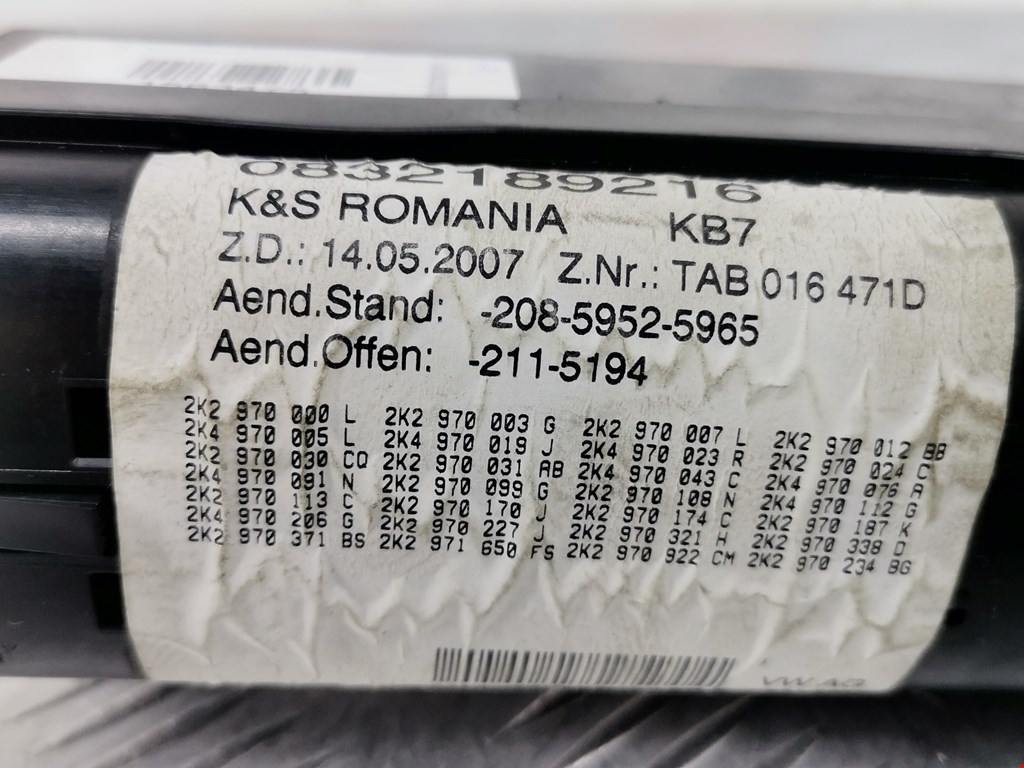 0832189216
K&S ROMANIA KB7
Z.D.: 14.05.2007 Z.Nr.: TAB 016 471D
Aend.Stand: -208-5952-5965
Aend.Offen: -211-5194
2K2 970 000 L 2K2 970 003 G 2K2 970 007 L 2K2 970 012 BB
2K4 970 005 L 2K4 970 019 J 2K4 970 023 R 2K2 970 024 C
2K2 970 030 CQ 2K2 970 031 AB 2K4 970 043 C 2K4 970 076 A
2K4 970 091 N 2K2 970 099 G 2K2 970 108 N 2K4 970 112 G
2K2 970 113 C 2K2 970 170 J 2K2 970 174 C 2K2 970 187 K
2K4 970 206 G 2K2 970 227 J 2K2 970 321 H 2K2 970 338 D
2K2 970 371 BS 2K2 971 650 FS 2K2 970 922 CM 2K2 970 234 BG
VW AG